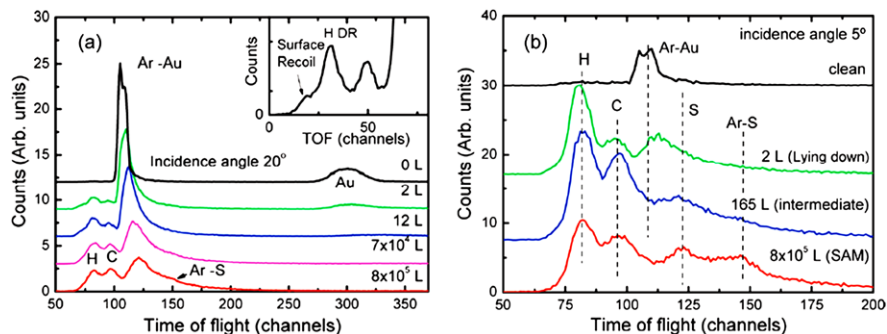 (a)
Ar -Au
Incidence angle 20°
Au
0 L
2 L
12 L
7x10⁴ L
8x10⁵ L
H
C
Ar -S
Counts (Arb. units)
30
25
20
15
10
5
0
50
100
150
200
250
300
350
Time of flight (channels)
Counts
0
H DR
Surface
Recoil
0
50
TOF (channels)
(b)
incidence angle 5°
H
Ar-Au
clean
C
S
Ar-S
2 L (Lying down)
165 L (intermediate)
8x10⁵ L (SAM)
Counts (Arb. units)
40
30
20
10
0
50
75
100
125
150
175
200
Time of flight (channels)